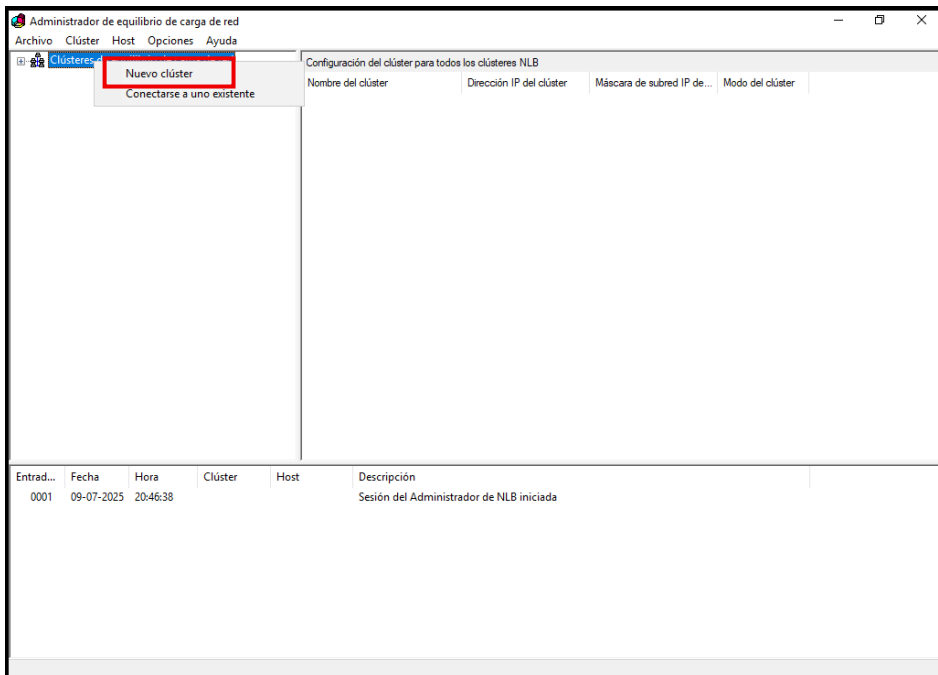 Administrador de equilibrio de carga de red
Archivo Clúster Host Opciones Ayuda
Clústeres
Nuevo clúster
Conectarse a uno existente
Configuración del clúster para todos los clústeres NLB
Nombre del clúster Dirección IP del clúster Máscara de subred IP de... Modo del clúster
Entrad... Fecha Hora Clúster Host Descripción
0001 09-07-2025 20:46:38 Sesión del Administrador de NLB iniciada